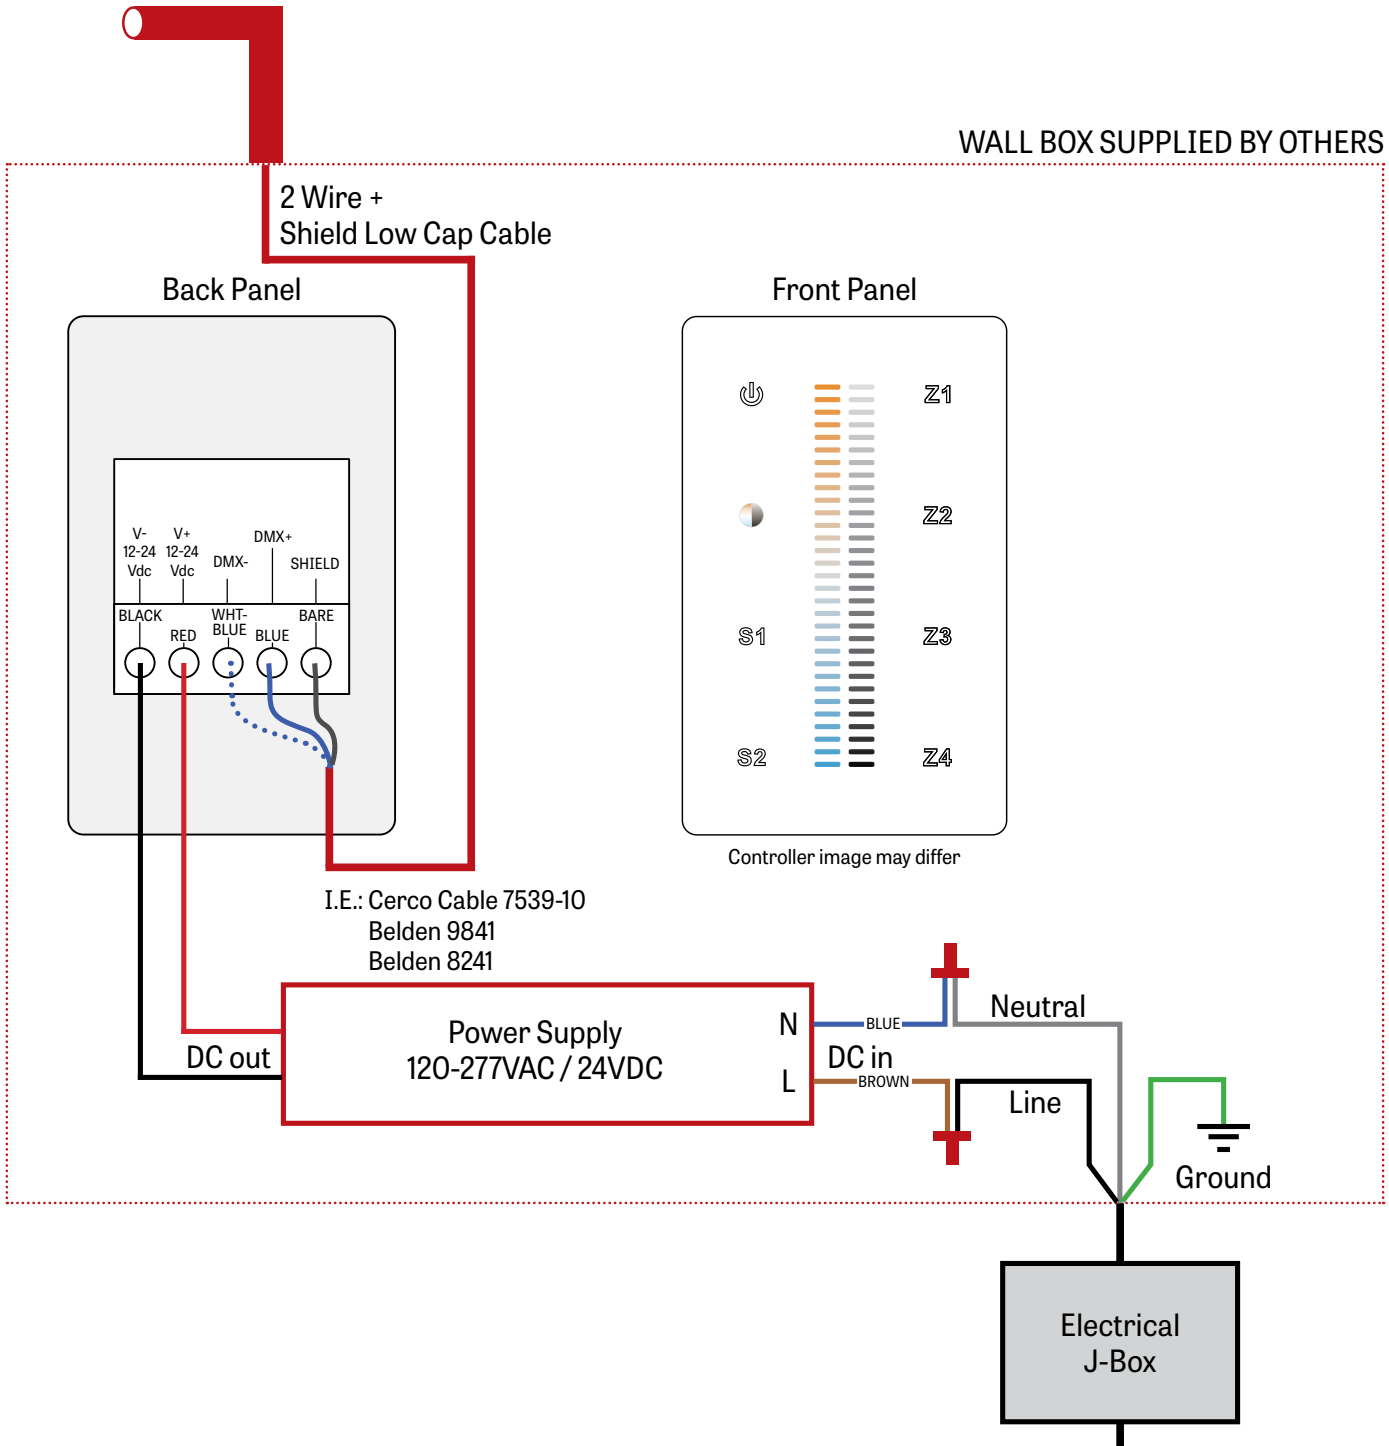 WALL BOX SUPPLIED BY OTHERS
2 Wire +
Shield Low Cap Cable
Back Panel
Front Panel
Z1
Z2
S1
Z3
S2
Z4
V-
12-24
Vdc
V+
12-24
Vdc
DMX-
DMX+
SHIELD
BLACK
RED
WHT-
BLUE
BLUE
BARE
Controller image may differ
I.E.: Cerco Cable 7539-10
Belden 9841
Belden 8241
Power Supply
120-277VAC / 24VDC
DC out
N
L
BLUE
DC in
BROWN
Neutral
Line
Ground
Electrical
J-Box